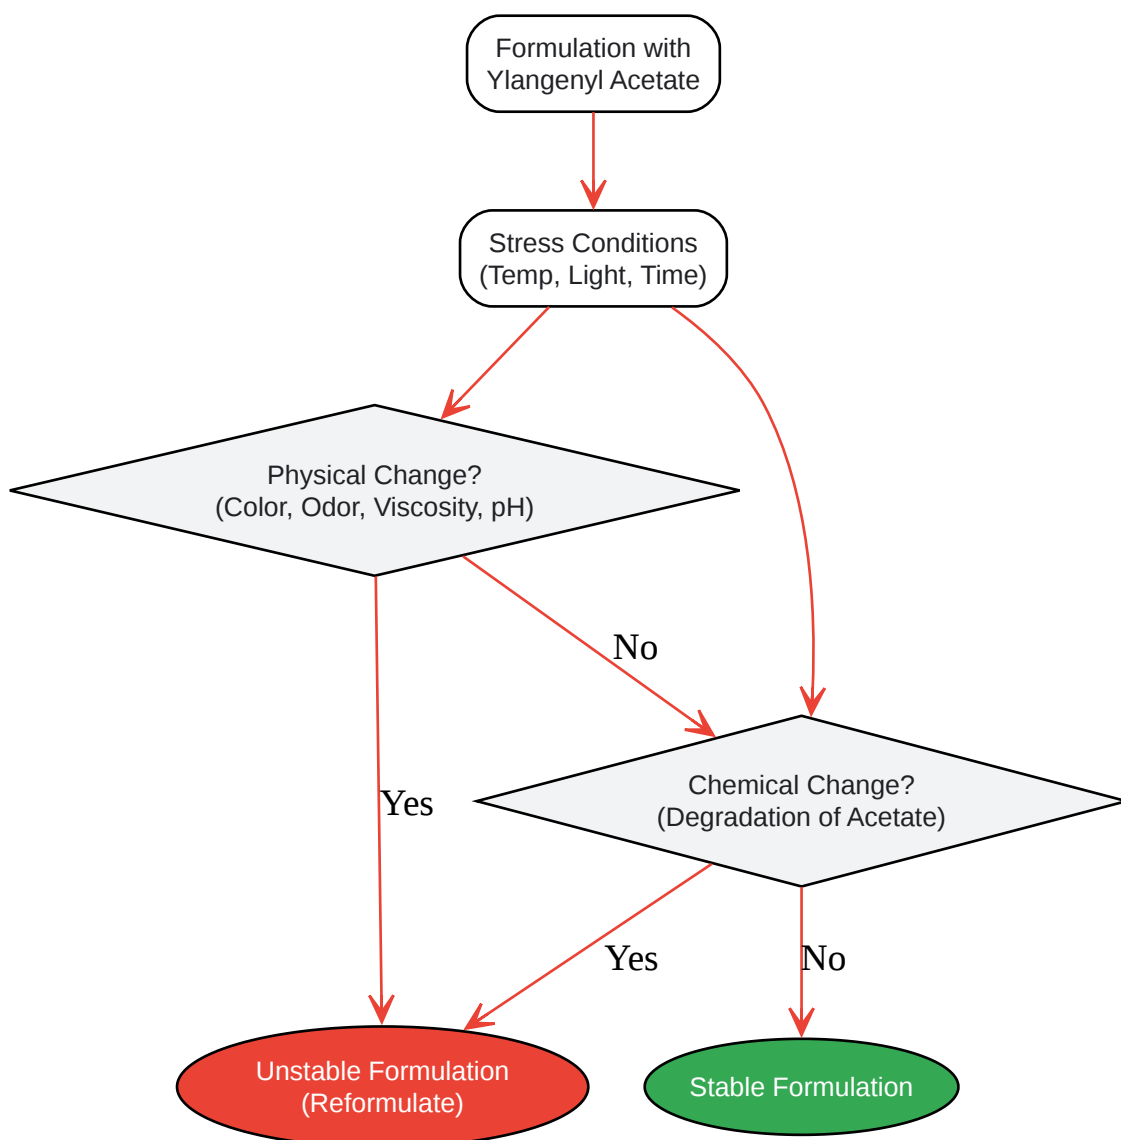 Formulation with
Ylangenyl Acetate
Stress Conditions
(Temp, Light, Time)
Physical Change?
(Color, Odor, Viscosity, pH)
No
Chemical Change?
(Degradation of Acetate)
Yes
Yes
No
Unstable Formulation
(Reformulate)
Stable Formulation